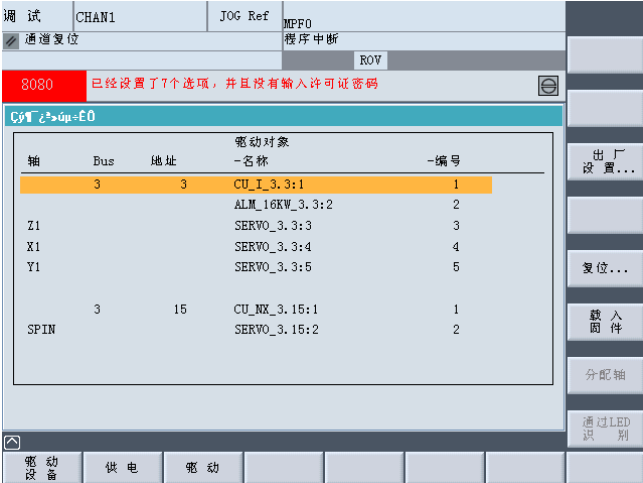 调 试 CHAN1 JOG Ref MPF0
通道复位 程序中断
ROV
8080 已经设置了7个选项，并且没有输入许可证密码
Çý¶¯¿ª»úµ÷ÊÔ
驱动对象
轴 Bus 地址 -名称 -编号
3 3 CU_I_3.3:1 1
ALM_16KW_3.3:2 2
Z1 SERVO_3.3:3 3
X1 SERVO_3.3:4 4
Y1 SERVO_3.3:5 5
3 15 CU_NX_3.15:1 1
SPIN SERVO_3.15:2 2
出 厂
设 置...
复位...
载 入
固 件
分配轴
通过LED
识 别
驱 动
设 备
供 电
驱 动